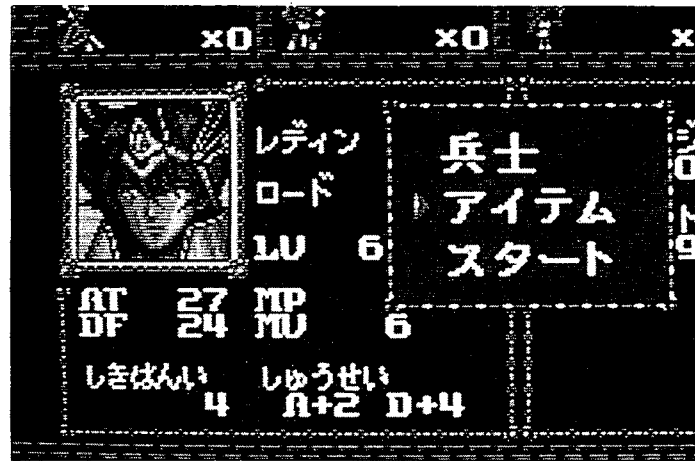 ×0 ×0 ×
レディン
ロード
LV 6
兵士
アイテム
スタート
AT 27 MP
DF 24 MV 6
しきはんい しゅうせい
4 A+2 D+4